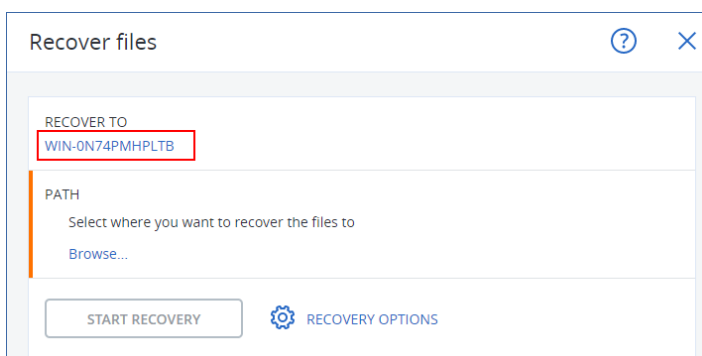 Recover files
RECOVER TO
WIN-0N74PMHPLTB
PATH
Select where you want to recover the files to
Browse...
START RECOVERY
RECOVERY OPTIONS